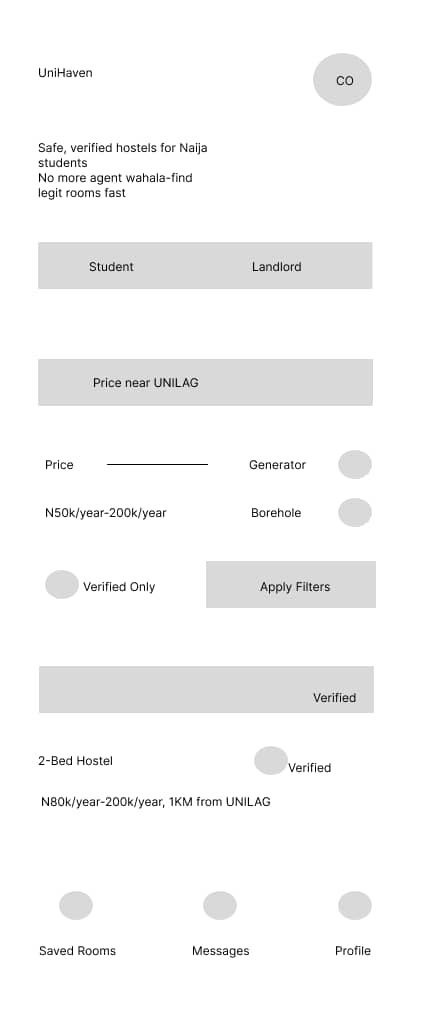 UniHaven
CO
Safe, verified hostels for Naija
students
No more agent wahala-find
legit rooms fast
Student Landlord
Price near UNILAG
Price Generator
N50k/year-200k/year Borehole
Verified Only Apply Filters
Verified
2-Bed Hostel Verified
N80k/year-200k/year, 1KM from UNILAG
Saved Rooms Messages Profile